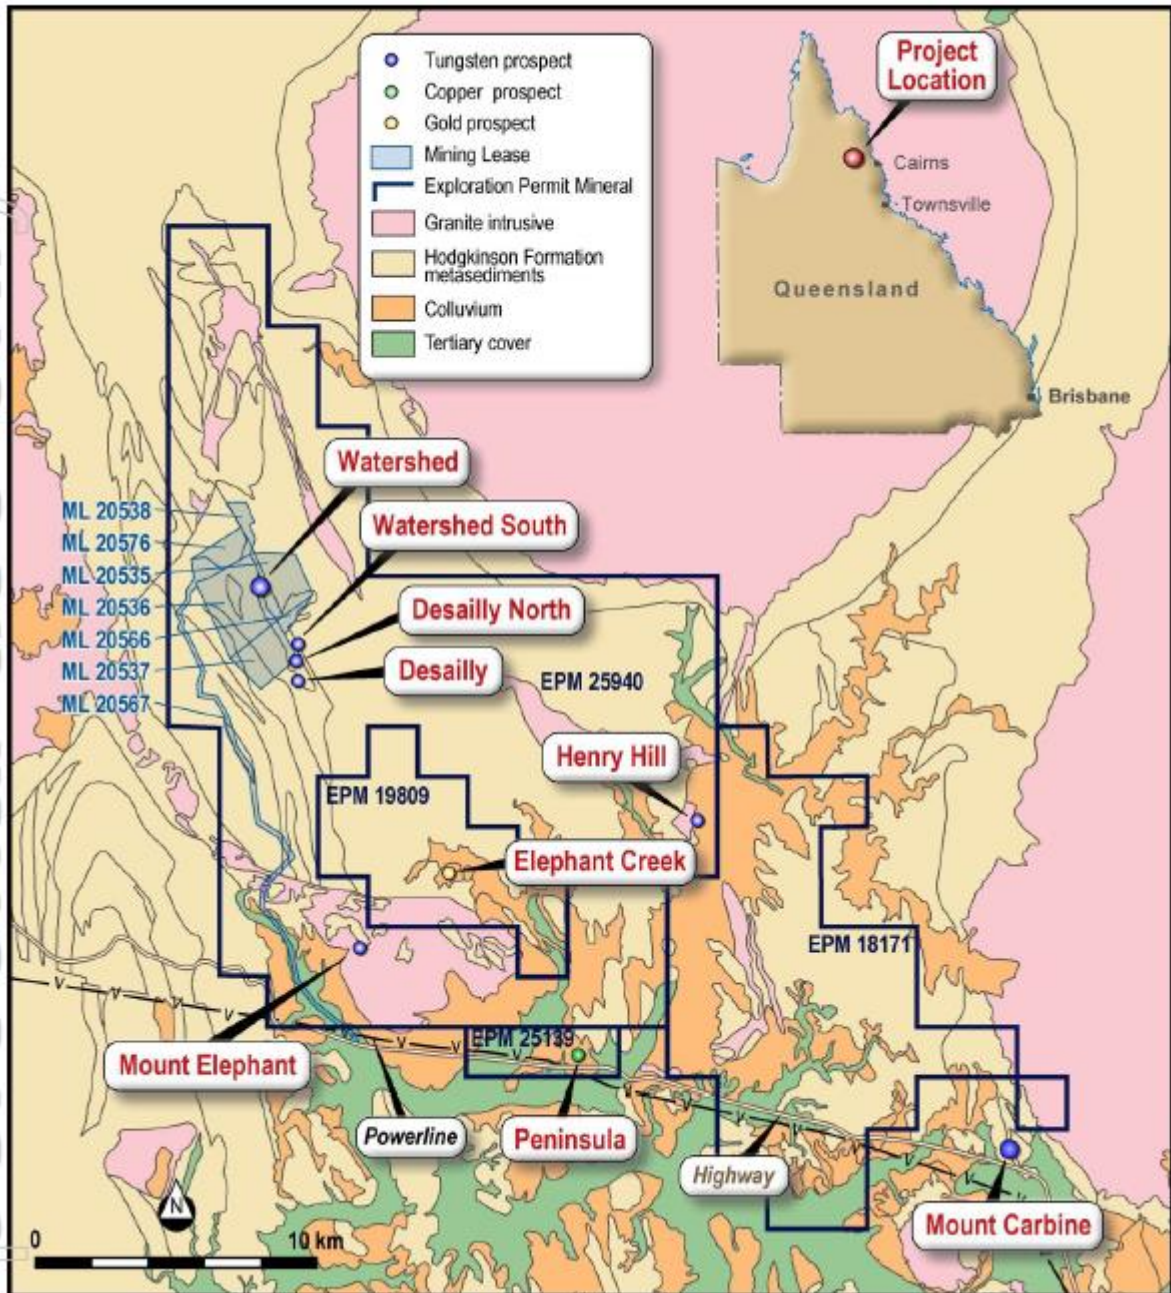 Tungsten prospect
Copper prospect
Gold prospect
Mining Lease
Exploration Permit Mineral
Granite intrusive
Hodgkinson Formation
metasediments
Colluvium
Tertiary cover
Project
Location
Cairns
Townsville
Queensland
Brisbane
Watershed
ML 20538
Watershed South
ML 20576
ML 20535
ML 20536
Desailly North
ML 20566
ML 20537
Desailly
EPM 25940
ML 20567
Henry Hill
EPM 19809
Elephant Creek
EPM 18171
EPM 25139
Mount Elephant
Powerline
Peninsula
Highway
Mount Carbine
N
0
10 km
V V V V V V V V V V V V V V